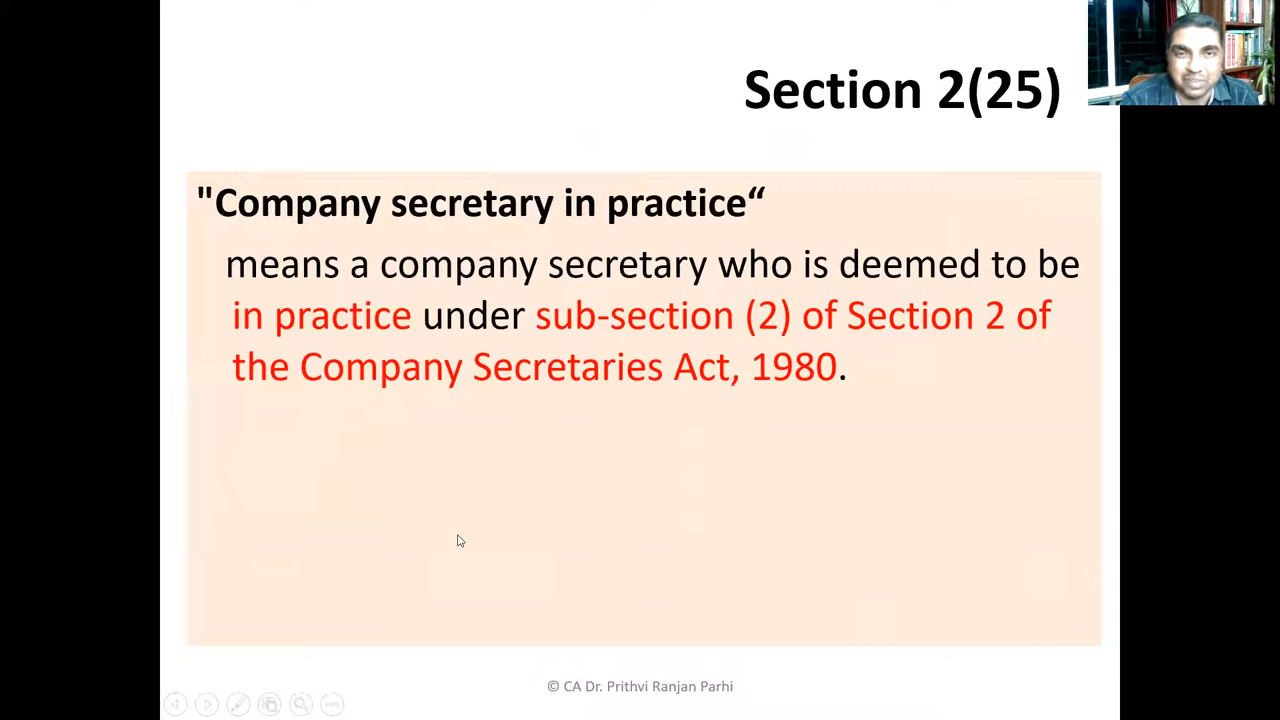 Section 2(25)
"Company secretary in practice“
means a company secretary who is deemed to be
in practice under sub-section (2) of Section 2 of
the Company Secretaries Act, 1980.
© CA Dr. Prithvi Ranjan Parhi